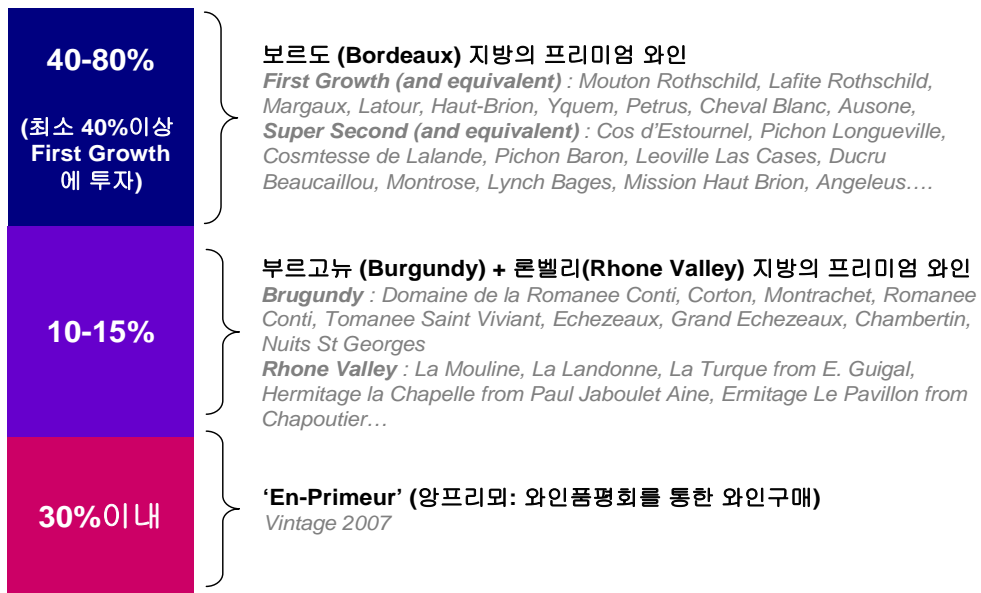 40-80%
(최소 40%이상
First Growth
에 투자)
보르도 (Bordeaux) 지방의 프리미엄 와인
First Growth (and equivalent) : Mouton Rothschild, Lafite Rothschild,
Margaux, Latour, Haut-Brion, Yquem, Petrus, Cheval Blanc, Ausone,
Super Second (and equivalent) : Cos d’Estournel, Pichon Longueville,
Cosmtesse de Lalande, Pichon Baron, Leoville Las Cases, Ducru
Beaucaillou, Montrose, Lynch Bages, Mission Haut Brion, Angeleus….
10-15%
부르고뉴 (Burgundy) + 론벨리(Rhone Valley) 지방의 프리미엄 와인
Brugundy : Domaine de la Romanee Conti, Corton, Montrachet, Romanee
Conti, Tomanee Saint Viviant, Echezeaux, Grand Echezeaux, Chambertin,
Nuits St Georges
Rhone Valley : La Mouline, La Landonne, La Turque from E. Guigal,
Hermitage la Chapelle from Paul Jaboulet Aine, Ermitage Le Pavillon from
Chapoutier…
30%이내
‘En-Primeur’ (앙프리뫼: 와인품평회를 통한 와인구매)
Vintage 2007